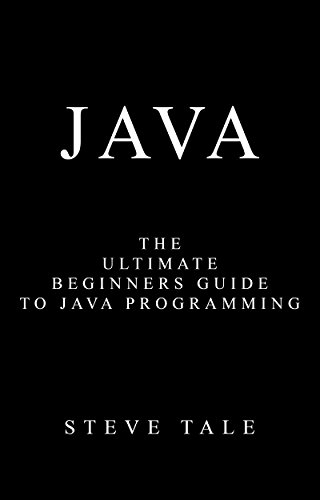 JAVA
THE
ULTIMATE
BEGINNERS GUIDE
TO JAVA PROGRAMMING
STEVE TALE